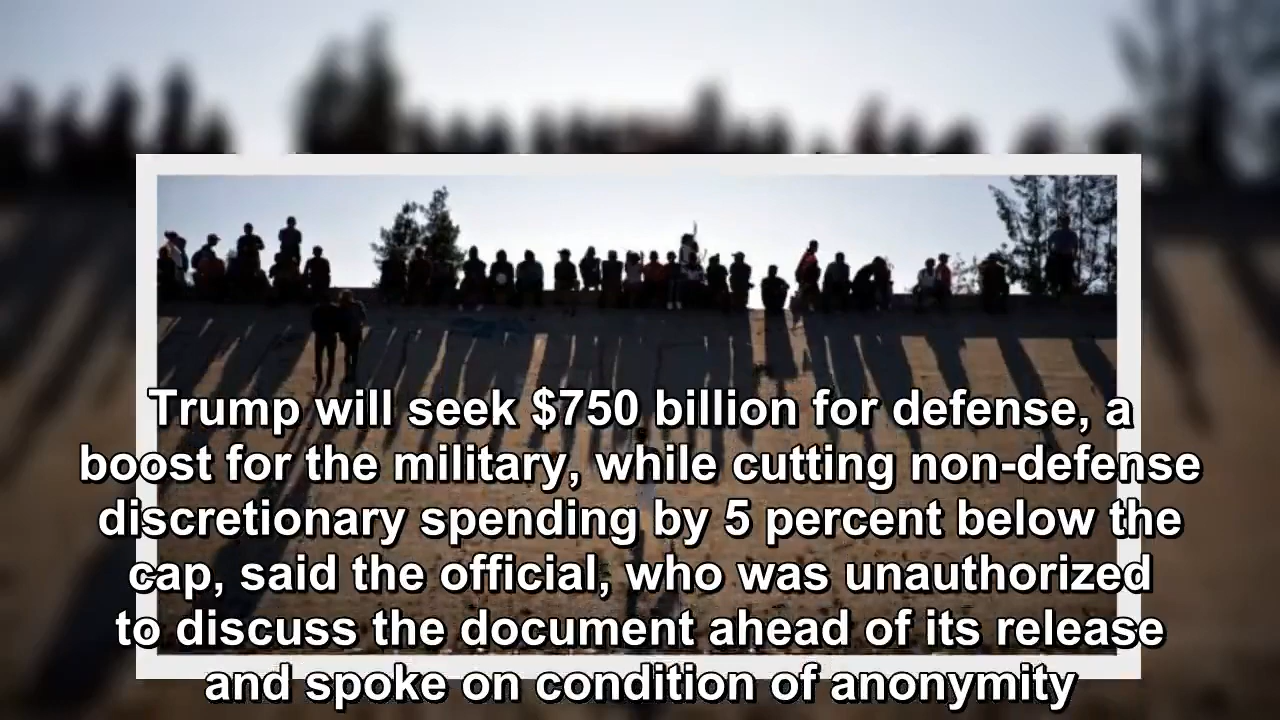 Trump will seek $750 billion for defense, a
boost for the military, while cutting non-defense
discretionary spending by 5 percent below the
cap, said the official, who was unauthorized
to discuss the document ahead of its release
and spoke on condition of anonymity